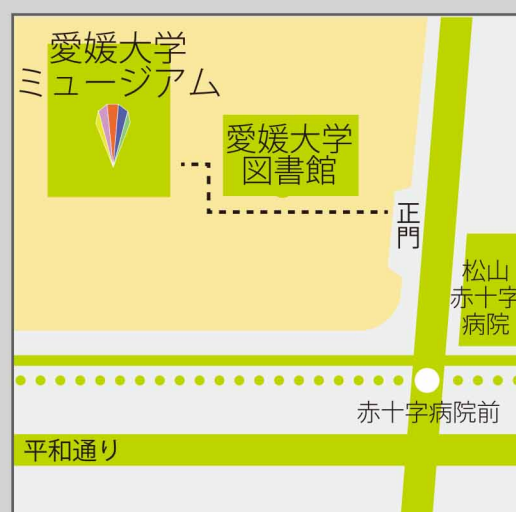 愛媛大学
ミュージアム
愛媛大学
図書館
正門
松山
赤十字
病院
赤十字病院前
平和通り